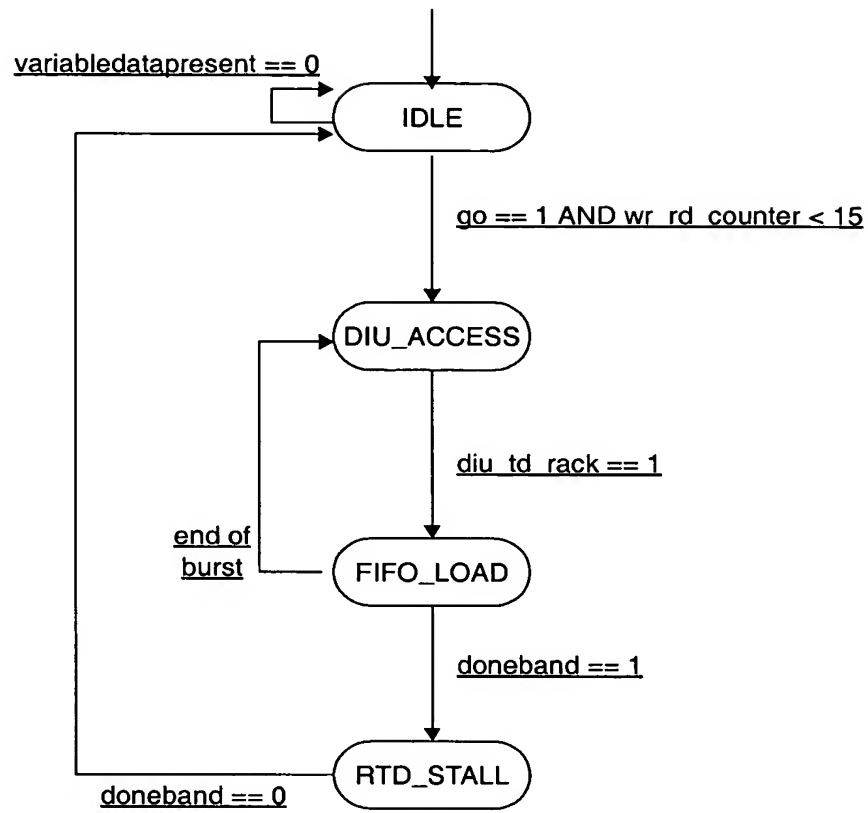 variabledatapresent == 0
IDLE
go == 1 AND wr_rd_counter < 15
DIU_ACCESS
diu_td_rack == 1
end of
burst
FIFO_LOAD
doneband == 1
RTD_STALL
doneband == 0